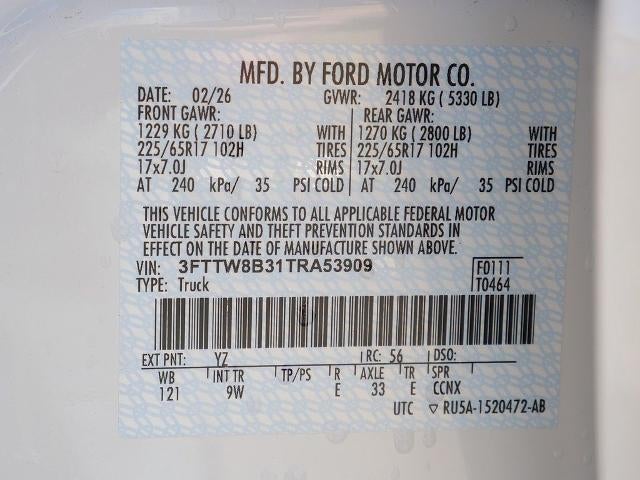 MFD. BY FORD MOTOR CO.
DATE: 02/26 GVWR: 2418 KG ( 5330 LB)
FRONT GAWR: REAR GAWR:
1229 KG ( 2710 LB) WITH 1270 KG ( 2800 LB) WITH
225/65R17 102H TIRES 225/65R17 102H TIRES
17x7.0J RIMS 17x7.0J RIMS
AT 240 kPa/ 35 PSI COLD AT 240 kPa/ 35 PSI COLD
THIS VEHICLE CONFORMS TO ALL APPLICABLE FEDERAL MOTOR
VEHICLE SAFETY AND THEFT PREVENTION STANDARDS IN
EFFECT ON THE DATE OF MANUFACTURE SHOWN ABOVE.
VIN: 3FTTW8B31TRA53909 F0111
TYPE: Truck T0464
EXT PNT: YZ RC: 56 DSO:
WB INT TR TP/PS R AXLE TR SPR
121 9W E 33 E CCNX
UTC ▽ RU5A-1520472-AB